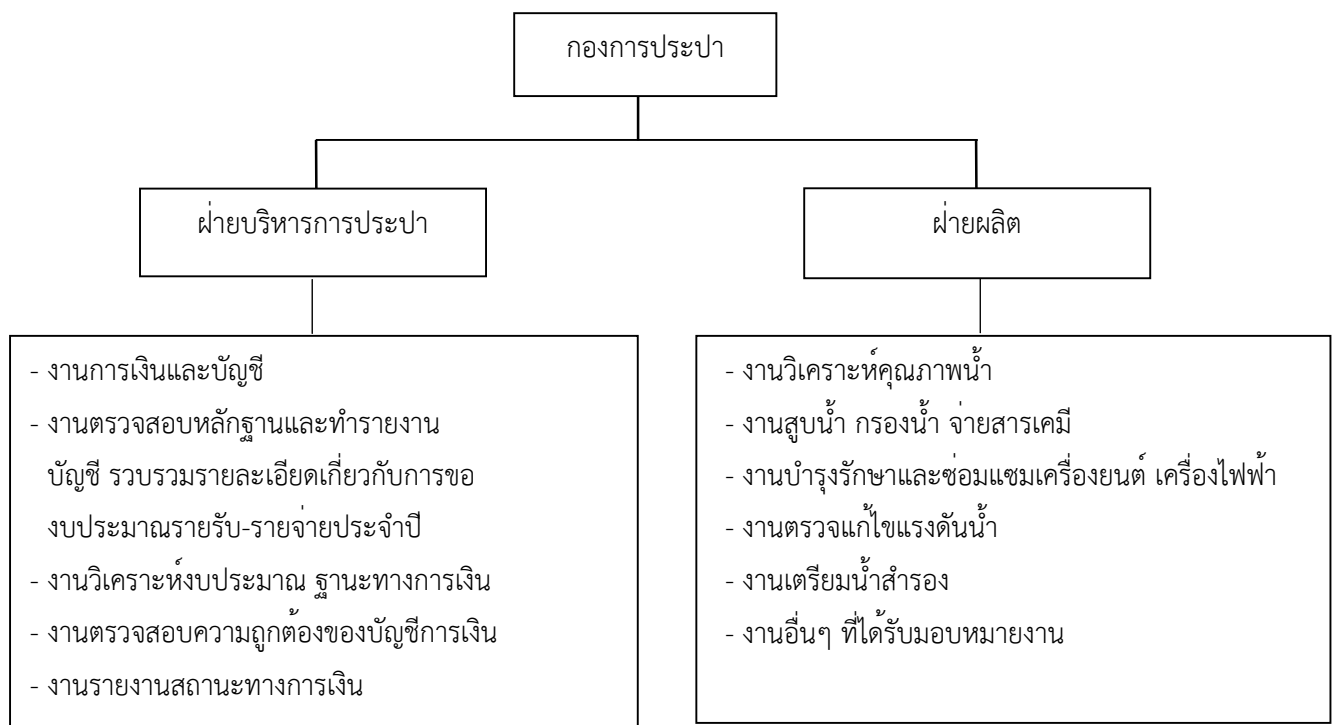 กองการประปา
ฝ่ายบริหารการประปา
ฝ่ายผลิต
- งานการเงินและบัญชี
- งานตรวจสอบหลักฐานและทำรายงาน
บัญชี รวบรวมรายละเอียดเกี่ยวกับการขอ
งบประมาณรายรับ-รายจ่ายประจำปี
- งานวิเคราะห์งบประมาณ ฐานะทางการเงิน
- งานตรวจสอบความถูกต้องของบัญชีการเงิน
- งานรายงานสถานะทางการเงิน
- งานวิเคราะห์คุณภาพน้ำ
- งานสูบน้ำ กรองน้ำ จ่ายสารเคมี
- งานบำรุงรักษาและซ่อมแซมเครื่องยนต์ เครื่องไฟฟ้า
- งานตรวจแก้ไขแรงดันน้ำ
- งานเตรียมน้ำสำรอง
- งานอื่นๆ ที่ได้รับมอบหมายงาน